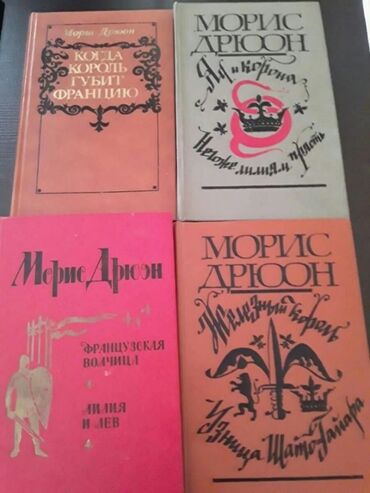 Морис Дрюон
КОГДА
КОРОЛЬ
ГУБИТ
ФРАНЦИЮ
МОРИС
ДРЮОН
Яд и корона
Негоже лилиям прясть
Морис Дрюон
ФРАНЦУЗСКАЯ
ВОЛЧИЦА
ЛИЛИЯ
И ЛЕВ
МОРИС
ДРЮОН
Железный король
Узница Шато-Гайара